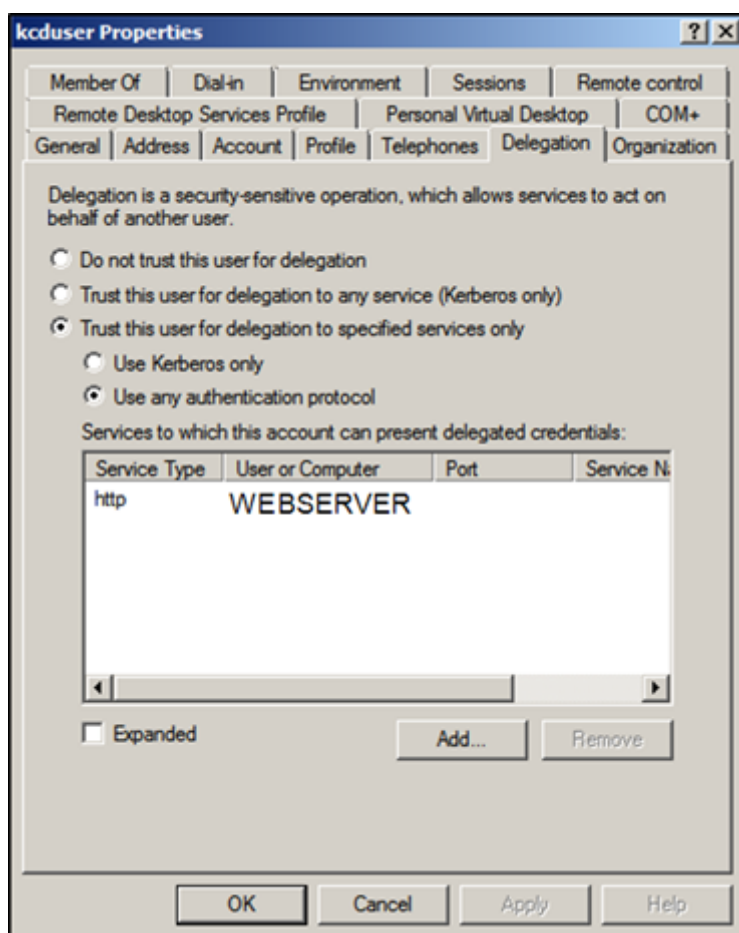 kcduser Properties
Member Of Dial-in Environment Sessions Remote control
Remote Desktop Services Profile Personal Virtual Desktop COM+
General Address Account Profile Telephones Delegation Organization
Delegation is a security-sensitive operation, which allows services to act on
behalf of another user.
Do not trust this user for delegation
Trust this user for delegation to any service (Kerberos only)
Trust this user for delegation to specified services only
Use Kerberos only
Use any authentication protocol
Services to which this account can present delegated credentials:
Service Type User or Computer Port Service Na
http WEBSERVER
Expanded Add... Remove
OK Cancel Apply Help